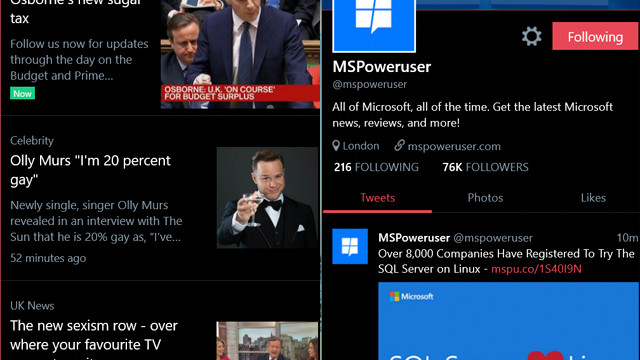 Osborne's new sugar
tax
Follow us now for updates
through the day on the
Budget and Prime...
Now
OSBORNE: U.K. 'ON COURSE'
FOR BUDGET SURPLUS
Celebrity
Olly Murs "I'm 20 percent
gay"
Newly single, singer Olly Murs
revealed in an interview with The
Sun that he is 20% gay as, "I've...
52 minutes ago
UK News
The new sexism row - over
where your favourite TV
Following
MSPoweruser
@mspoweruser
All of Microsoft, all of the time. Get the latest Microsoft
news, reviews, and more!
London mspoweruser.com
216 FOLLOWING 76K FOLLOWERS
Tweets Photos Likes
MSPoweruser @mspoweruser 10m
Over 8,000 Companies Have Registered To Try The
SQL Server on Linux - mspu.co/1S40I9N
Microsoft